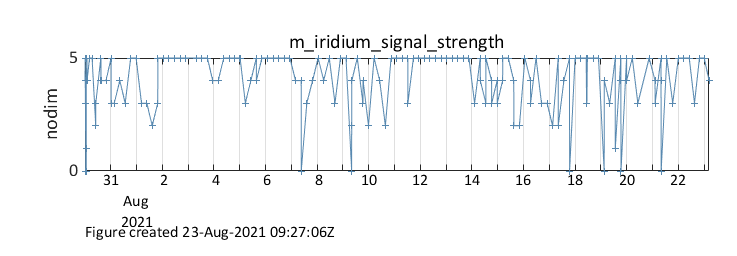 m_iridium_signal_strength
5
nodim
0
31 2 4 6 8 10 12 14 16 18 20 22
Aug
2021
Figure created 23-Aug-2021 09:27:06Z